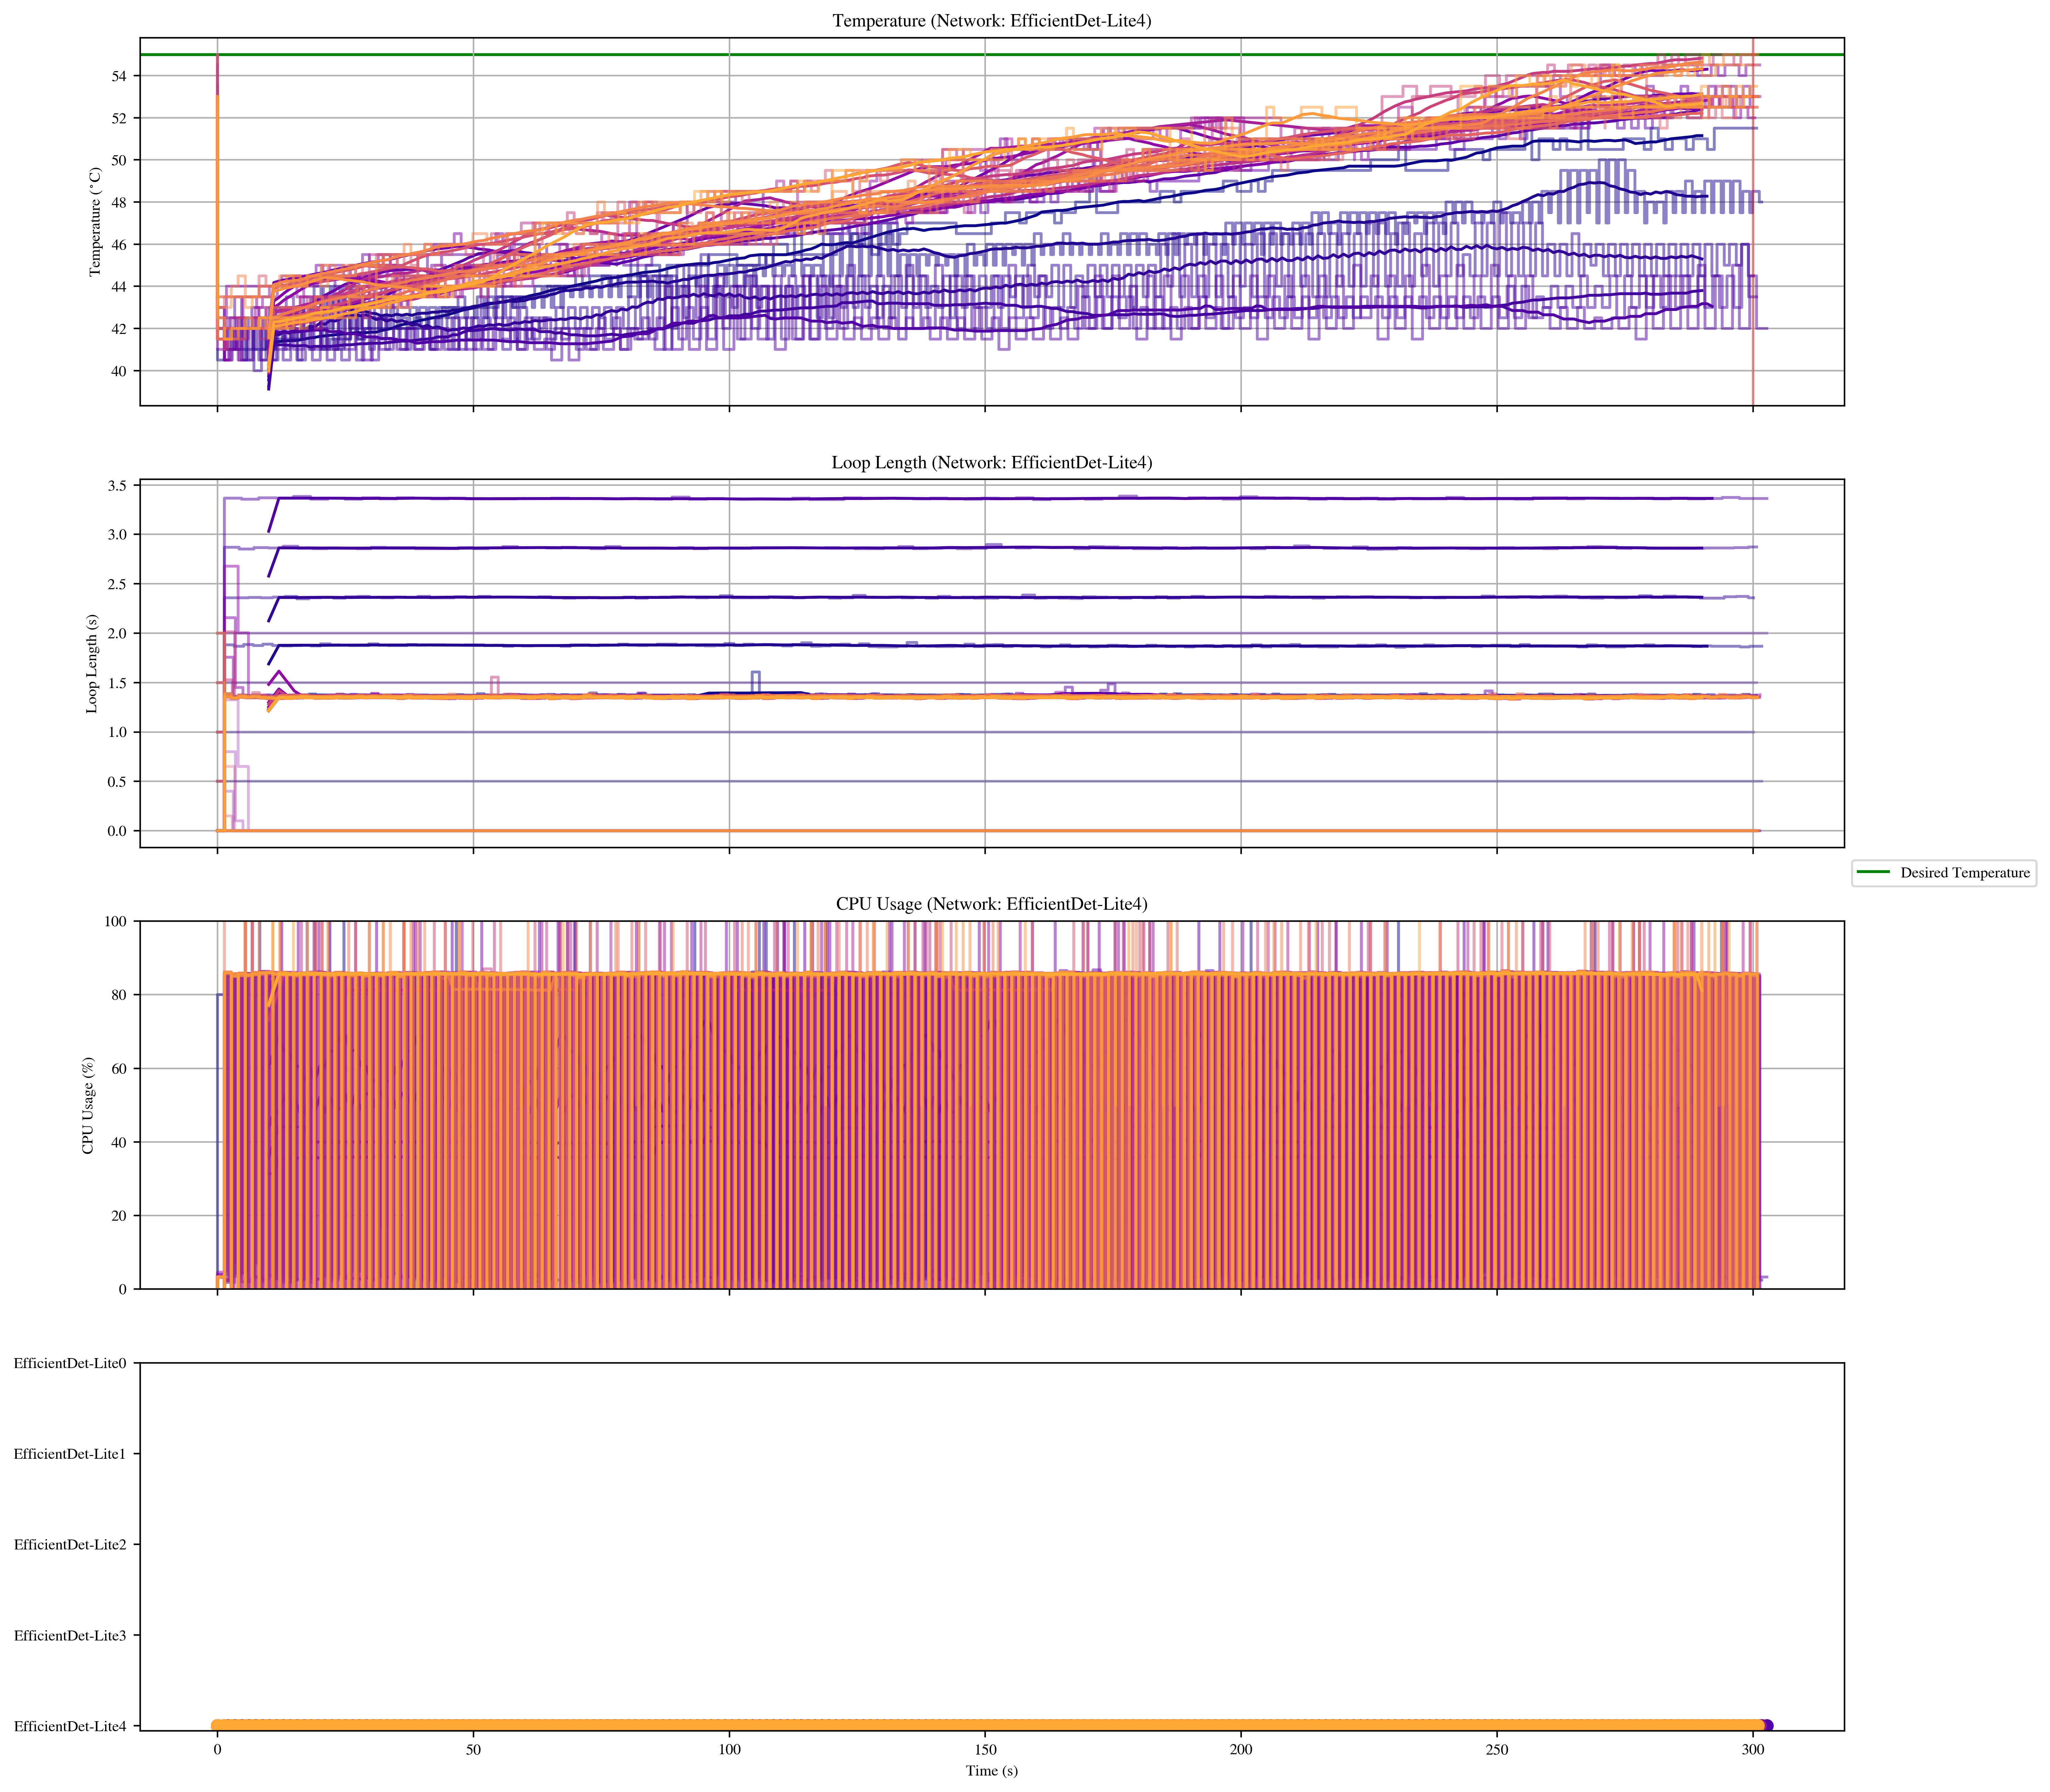 Temperature (Network: EfficientDet-Lite4)
54
52
50
48
46
44
42
40
Temperature (°C)
Loop Length (Network: EfficientDet-Lite4)
3.5
3.0
2.5
2.0
1.5
1.0
0.5
0.0
Loop Length (s)
Desired Temperature
CPU Usage (Network: EfficientDet-Lite4)
100
80
60
40
20
0
CPU Usage (%)
EfficientDet-Lite0
EfficientDet-Lite1
EfficientDet-Lite2
EfficientDet-Lite3
EfficientDet-Lite4
0 50 100 150 200 250 300
Time (s)